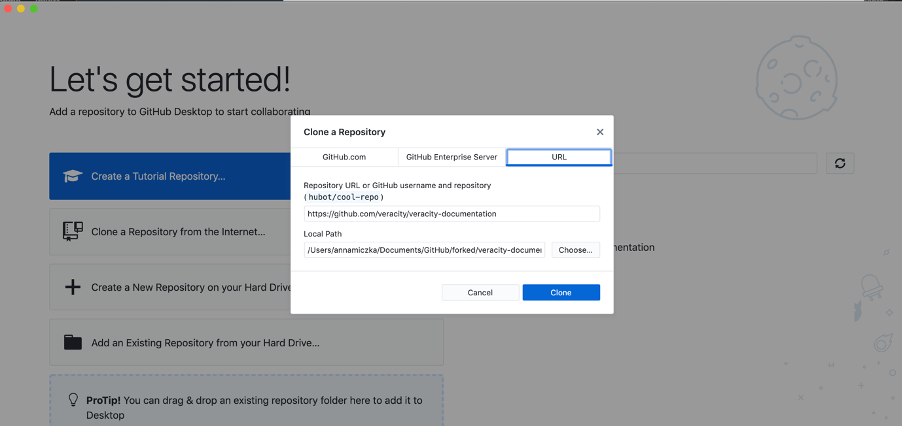 Let's get started!
Add a repository to GitHub Desktop to start collaborating
Clone a Repository
GitHub.com
GitHub Enterprise Server
URL
Create a Tutorial Repository...
Repository URL or GitHub username and repository
(hubot/cool-repo)
https://github.com/veracity/veracity-documentation
Clone a Repository from the Internet...
Local Path
/Users/annamiczka/Documents/GitHub/forked/veracity-docume
Choose...
Create a New Repository on your Hard Drive
Cancel
Clone
Add an Existing Repository from your Hard Drive...
ProTip! You can drag & drop an existing repository folder here to add it to
Desktop